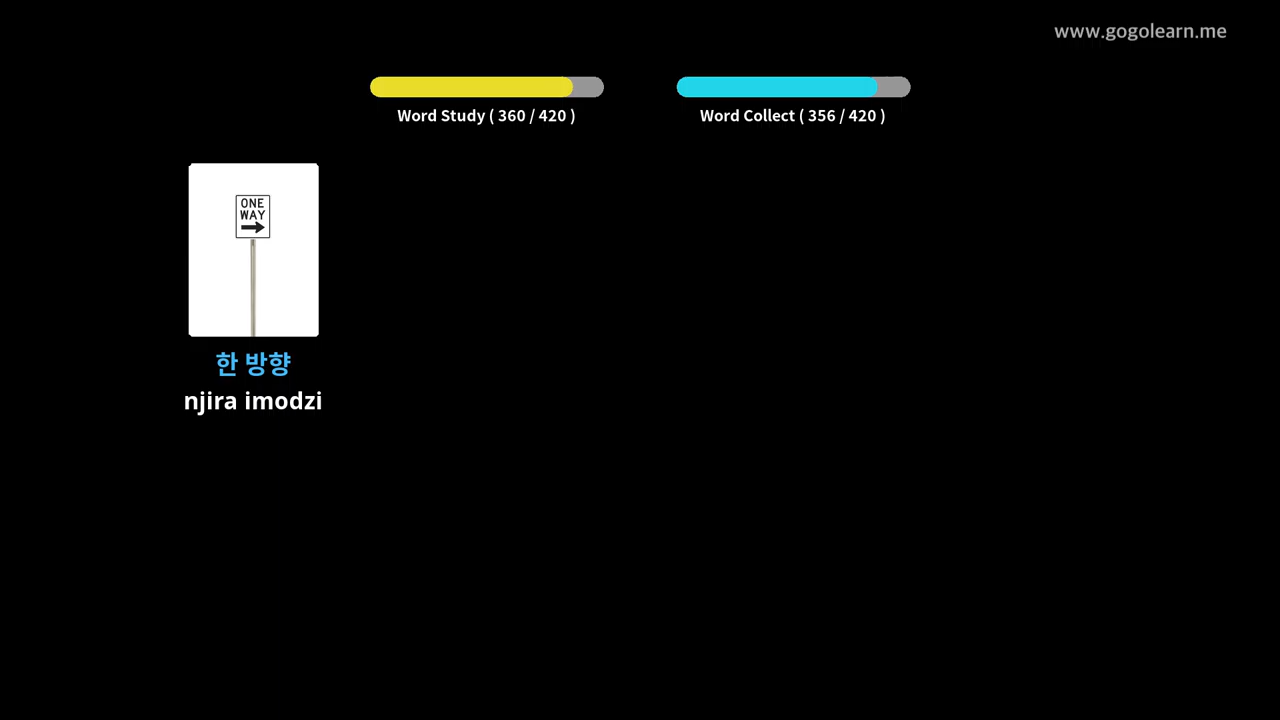 www.gogolearn.me
Word Study ( 360 / 420 )
Word Collect ( 356 / 420 )
ONE
WAY
한 방향
njira imodzi